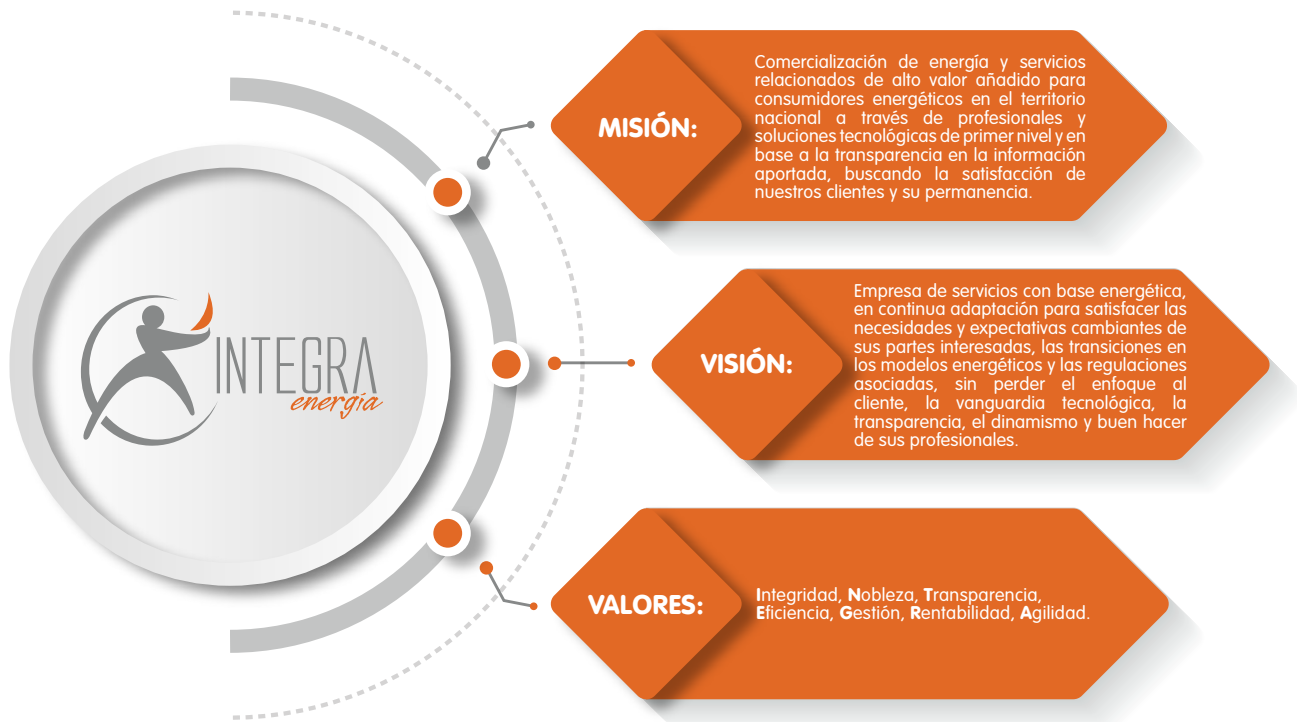 INTEGRA
energía
MISIÓN:
Comercialización de energía y servicios
relacionados de alto valor añadido para
consumidores energéticos en el territorio
nacional a través de profesionales y
soluciones tecnológicas de primer nivel y en
base a la transparencia en la información
aportada, buscando la satisfacción de
nuestros clientes y su permanencia.
VISIÓN:
Empresa de servicios con base energética,
en continua adaptación para satisfacer las
necesidades y expectativas cambiantes de
sus partes interesadas, las transiciones en
los modelos energéticos y las regulaciones
asociadas, sin perder el enfoque al
cliente, la vanguardia tecnológica, la
transparencia, el dinamismo y buen hacer
de sus profesionales.
VALORES:
Integridad, Nobleza, Transparencia,
Eficiencia, Gestión, Rentabilidad, Agilidad.